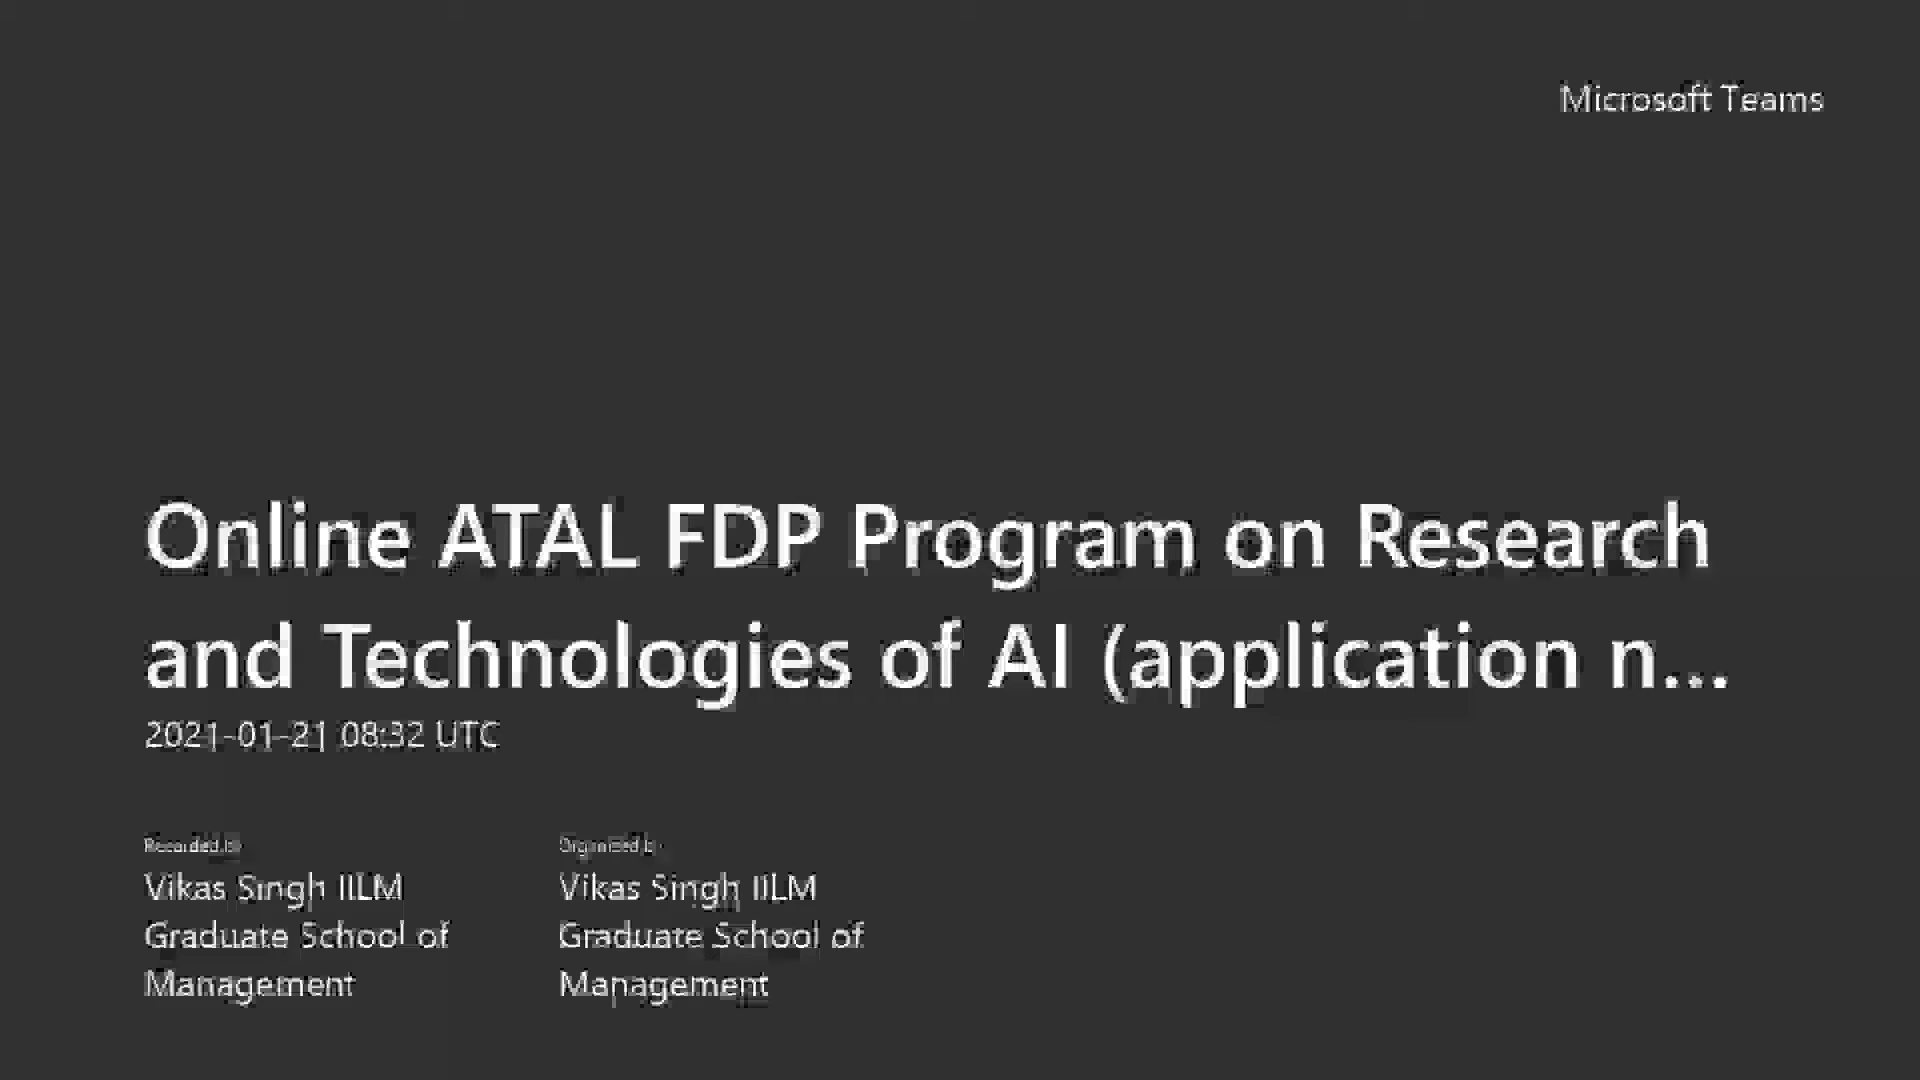 Microsoft Teams
Online ATAL FDP Program on Research
and Technologies of AI (application n...
2021-01-21 08:32 UTC
Recorded by
Organized by
Vikas Singh IILM
Vikas Singh IILM
Graduate School of
Graduate School of
Management
Management